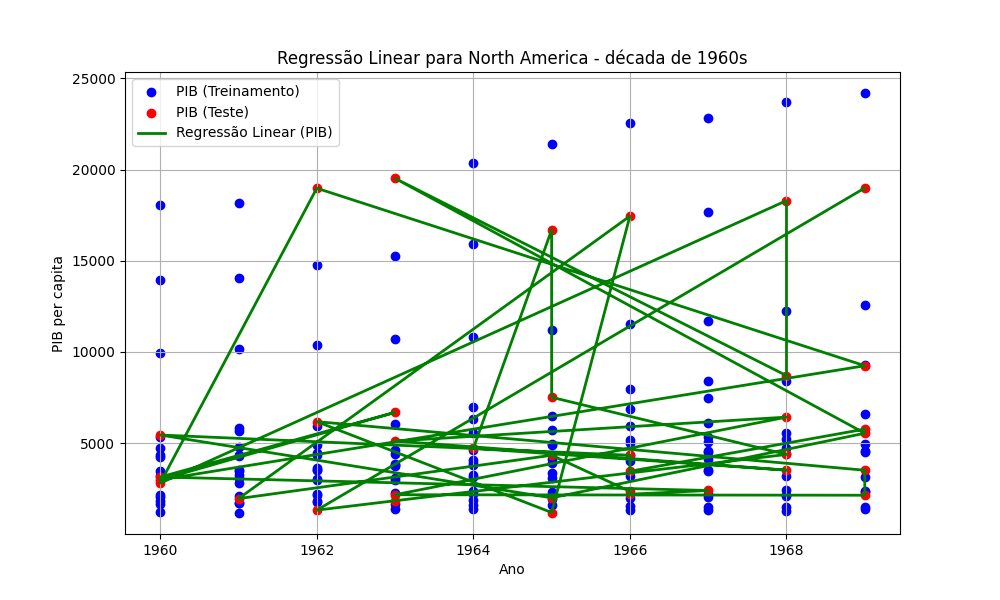 Regressão Linear para North America - década de 1960s
PIB (Treinamento)
PIB (Teste)
Regressão Linear (PIB)
25000
20000
15000
10000
5000
PIB per capita
1960 1962 1964 1966 1968
Ano